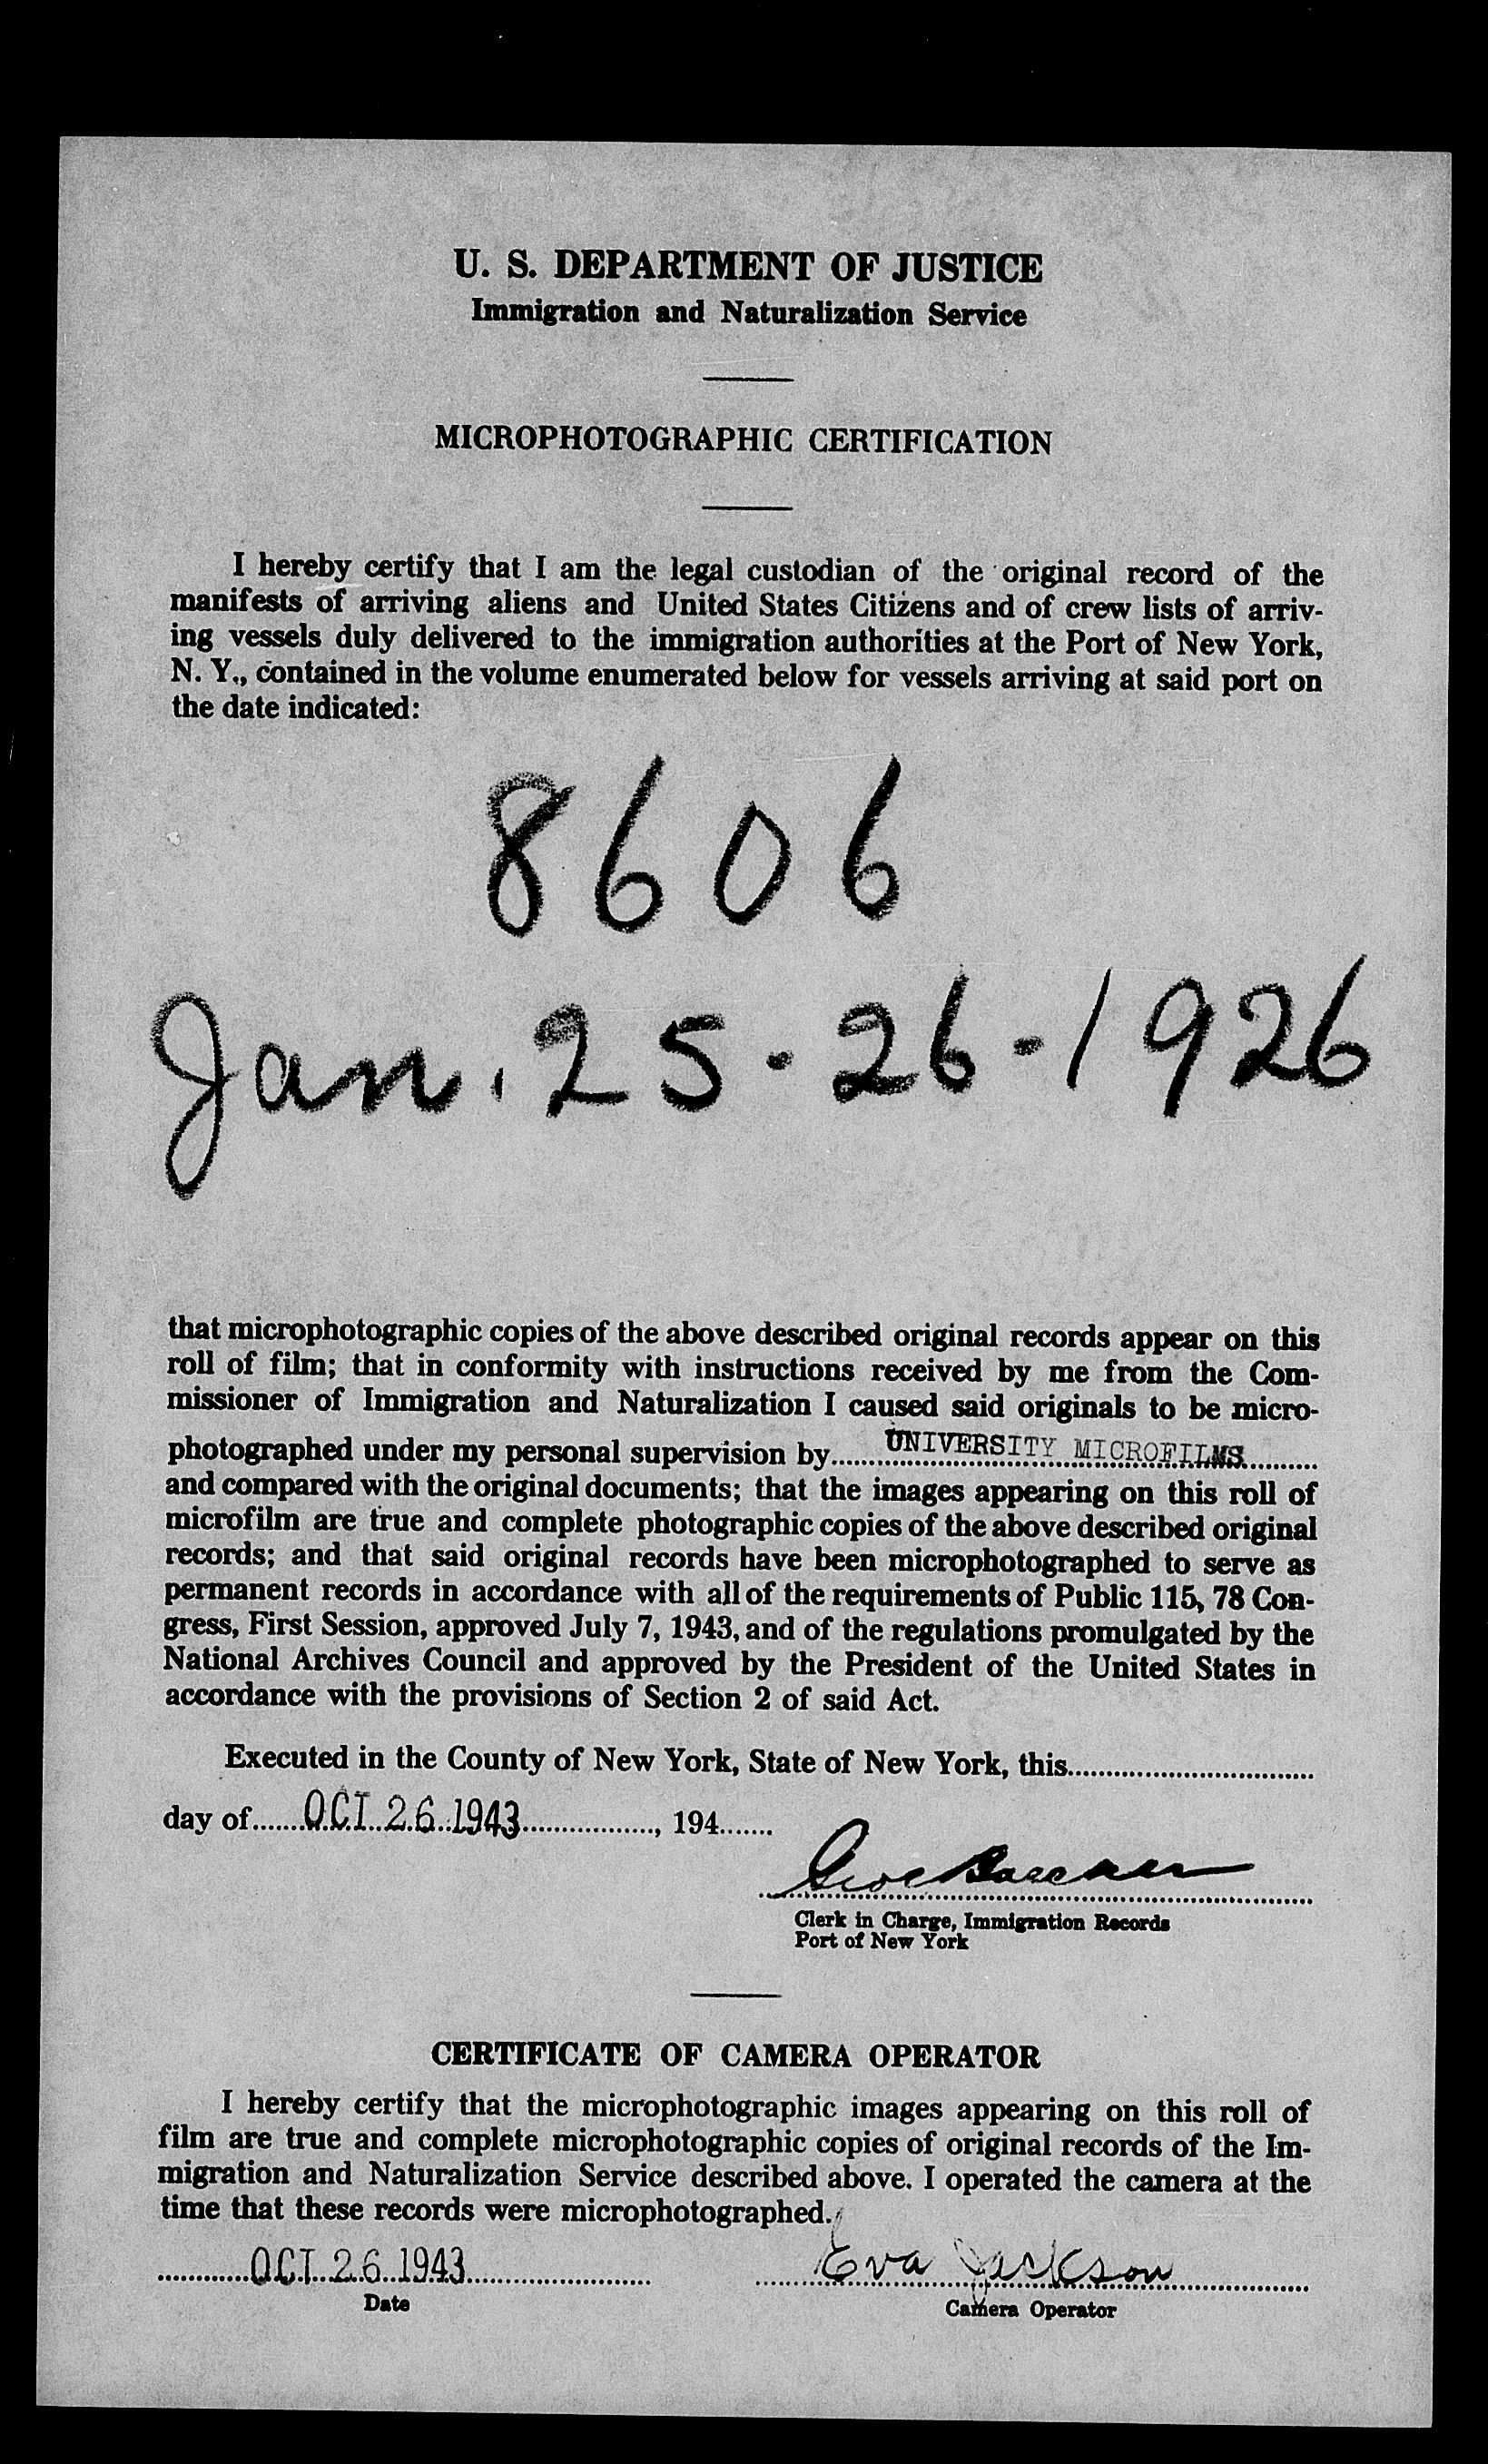 U. S. DEPARTMENT OF JUSTICE
Immigration and Naturalization Service
MICROPHOTOGRAPHIC CERTIFICATION
I hereby certify that I am the legal custodian of the original record of the
manifests of arriving aliens and United States Citizens and of crew lists of arriv-
ing vessels duly delivered to the immigration authorities at the Port of New York,
N. Y., contained in the volume enumerated below for vessels arriving at said port on
the date indicated:
8606
Jan. 25-26-1926
that microphotographic copies of the above described original records appear on this
roll of film; that in conformity with instructions received by me from the Com-
missioner of Immigration and Naturalization I caused said originals to be micro-
photographed under my personal supervision by UNIVERSITY MICROFILMS
and compared with the original documents; that the images appearing on this roll of
microfilm are true and complete photographic copies of the above described original
records; and that said original records have been microphotographed to serve as
permanent records in accordance with all of the requirements of Public 115, 78 Con-
gress, First Session, approved July 7, 1943, and of the regulations promulgated by the
National Archives Council and approved by the President of the United States in
accordance with the provisions of Section 2 of said Act.
Executed in the County of New York, State of New York, this
day of OCT 26 1943, 194
Clerk in Charge, Immigration Records
Port of New York
CERTIFICATE OF CAMERA OPERATOR
I hereby certify that the microphotographic images appearing on this roll of
film are true and complete microphotographic copies of original records of the Im-
migration and Naturalization Service described above. I operated the camera at the
time that these records were microphotographed.
OCT 26 1943 Eva Jackson
Date Camera Operator